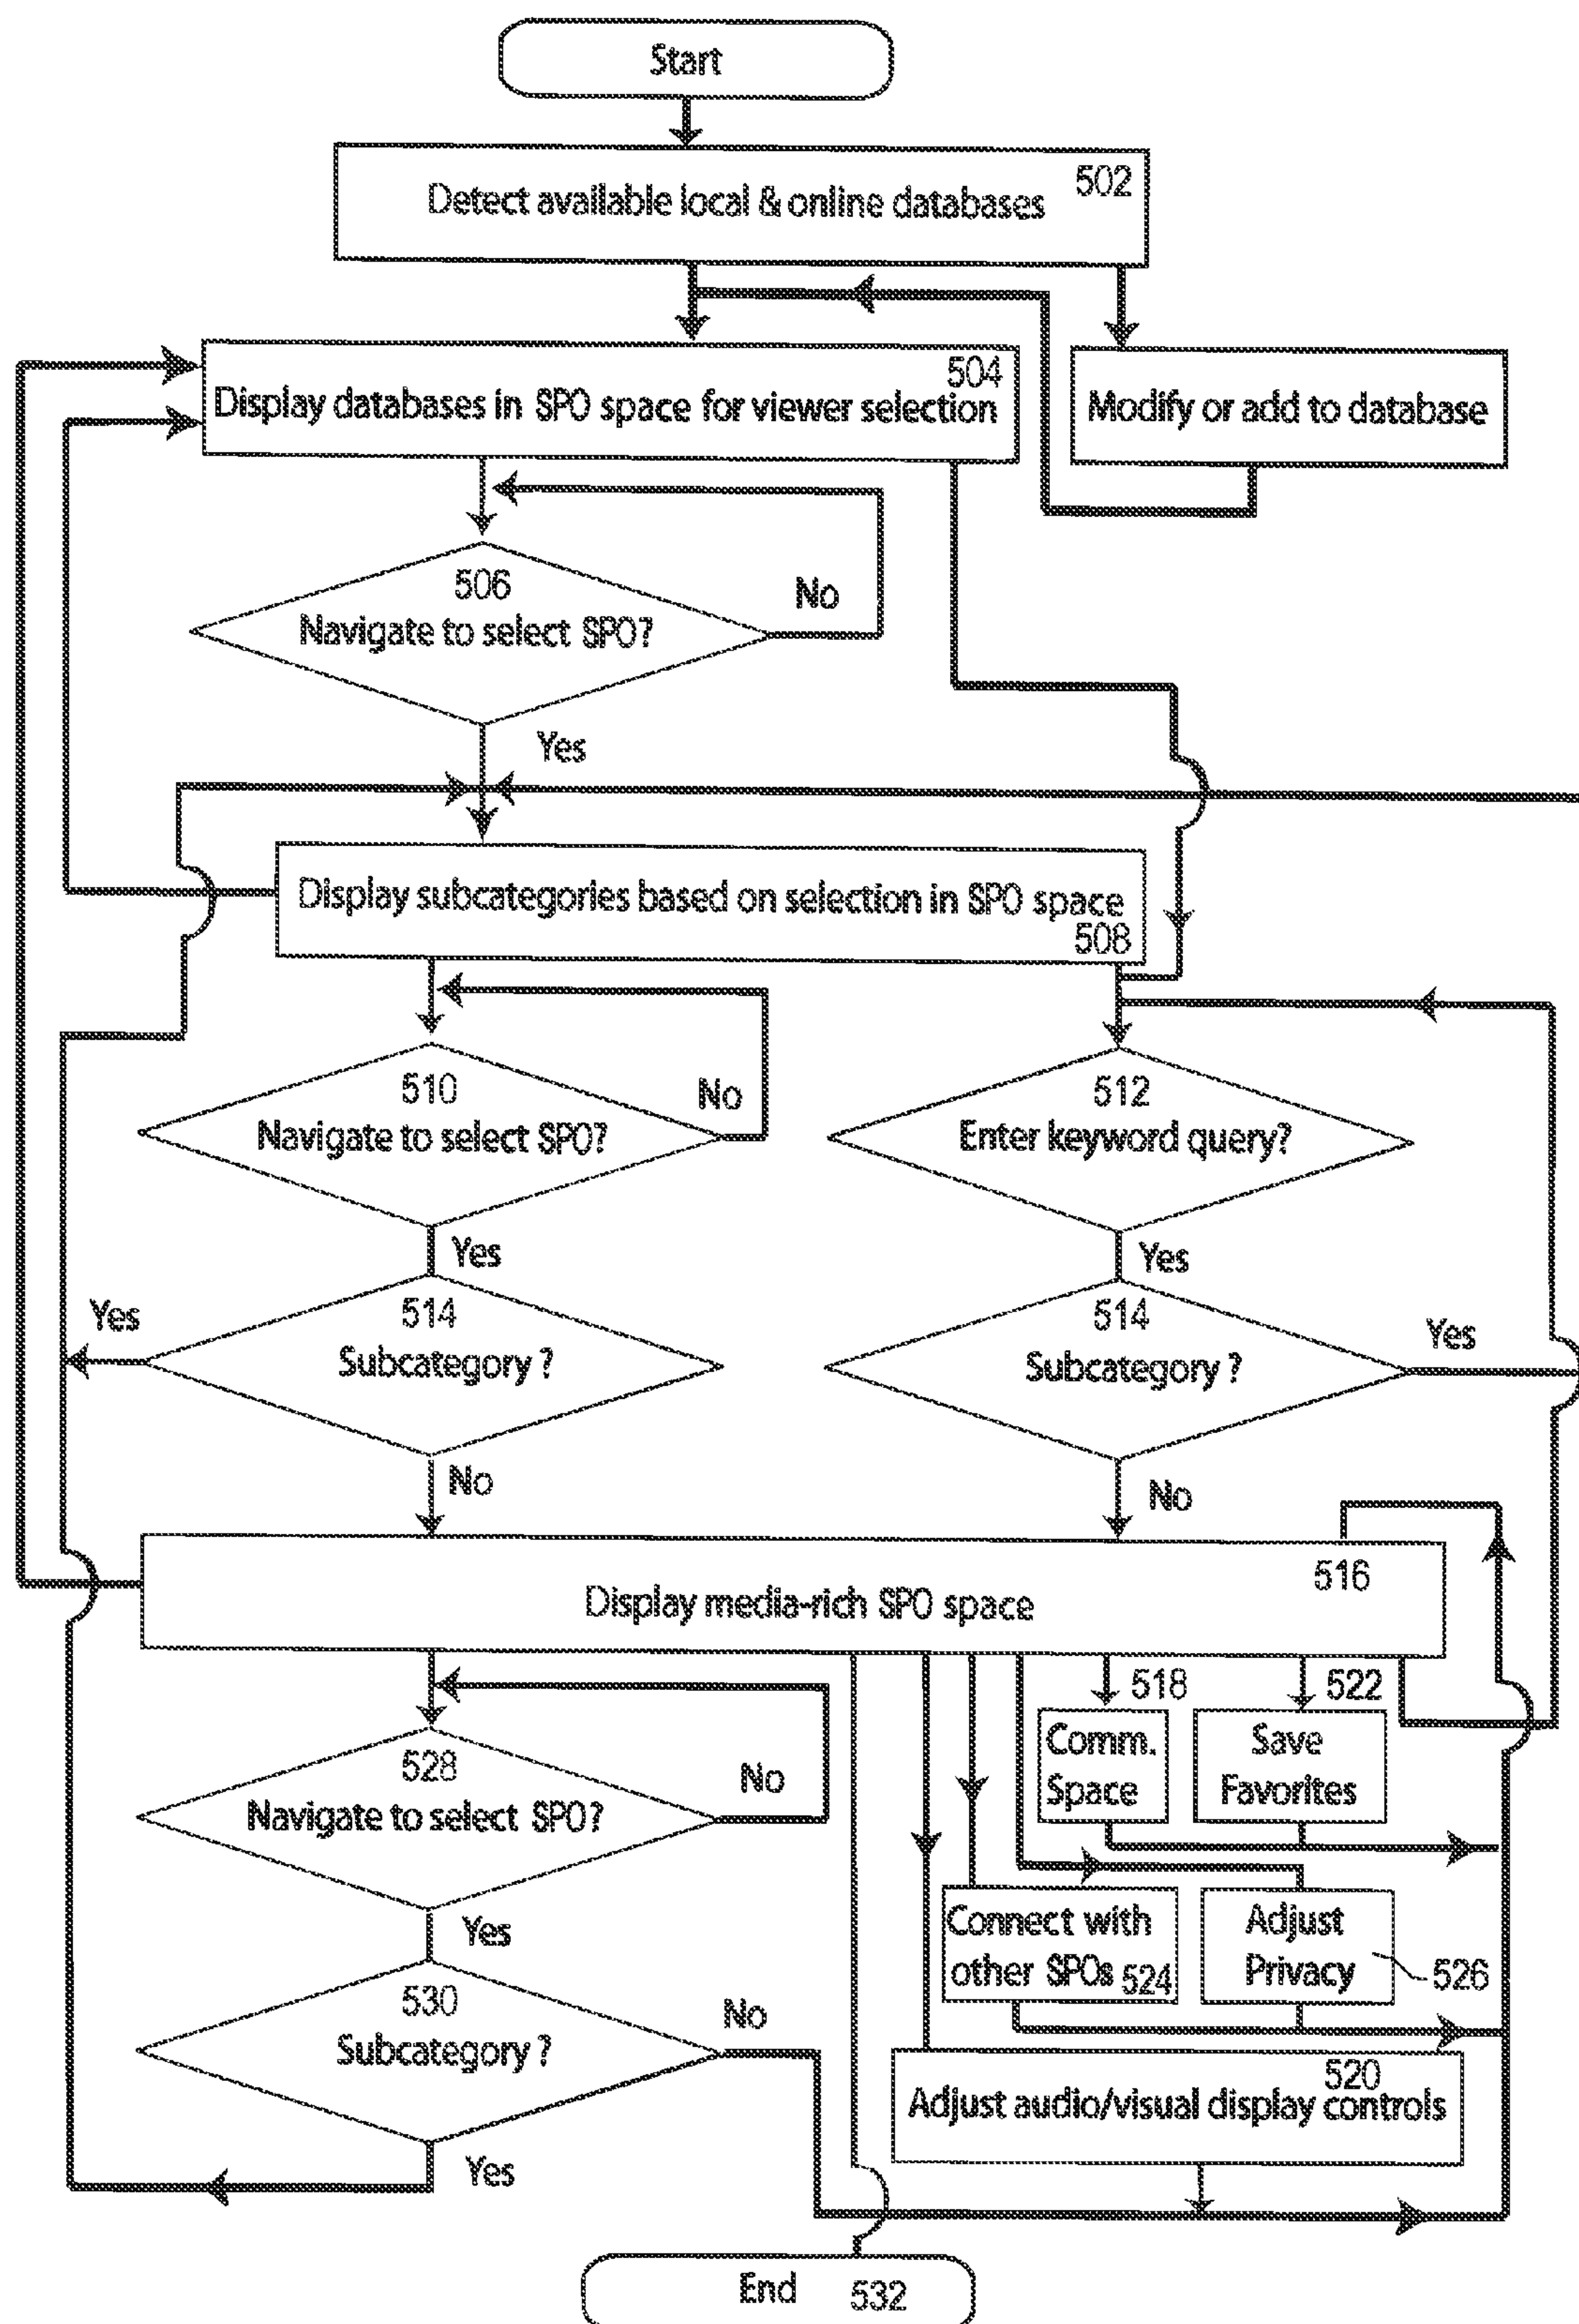 Start
502
Detect available local & online databases
504
Display databases in SPO space for viewer selection
Modify or add to database
506
Navigate to select SPO?
No
Yes
Display subcategories based on selection in SPO space
508
510
Navigate to select SPO?
No
512
Enter keyword query?
Yes
Yes
514
Subcategory ?
Yes
514
Subcategory ?
Yes
No
No
516
Display media-rich SPO space
518
522
Comm.
Space
Save
Favorites
528
Navigate to select SPO?
No
Yes
Connect with
other SPOs 524
Adjust
Privacy
526
530
Subcategory ?
No
Yes
520
Adjust audio/visual display controls
End 532